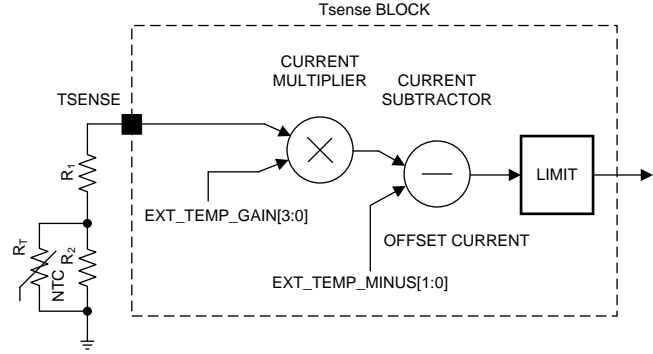 Tsense BLOCK
CURRENT
MULTIPLIER
CURRENT
SUBTRACTOR
TSENSE
R1
LIMIT
EXT_TEMP_GAIN[3:0]
RT
NTC
R2
OFFSET CURRENT
EXT_TEMP_MINUS[1:0]